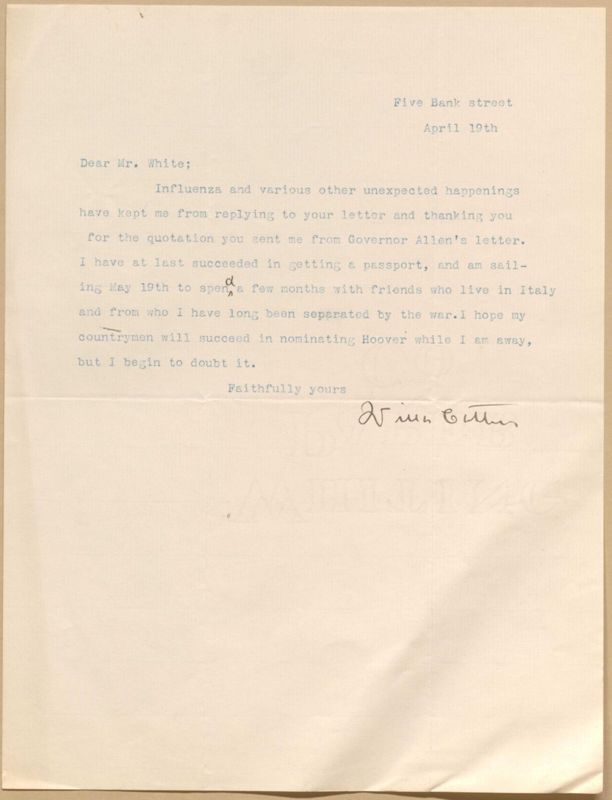 Five Bank street
April 19th
Dear Mr. White;
Influenza and various other unexpected happenings
have kept me from replying to your letter and thanking you
for the quotation you sent me from Governor Allen's letter.
I have at last succeeded in getting a passport, and am sail-
ing May 19th to spend a few months with friends who live in Italy
and from who I have long been separated by the war.I hope my
countrymen will succeed in nominating Hoover while I am away,
but I begin to doubt it.
Faithfully yours
Willa Cather